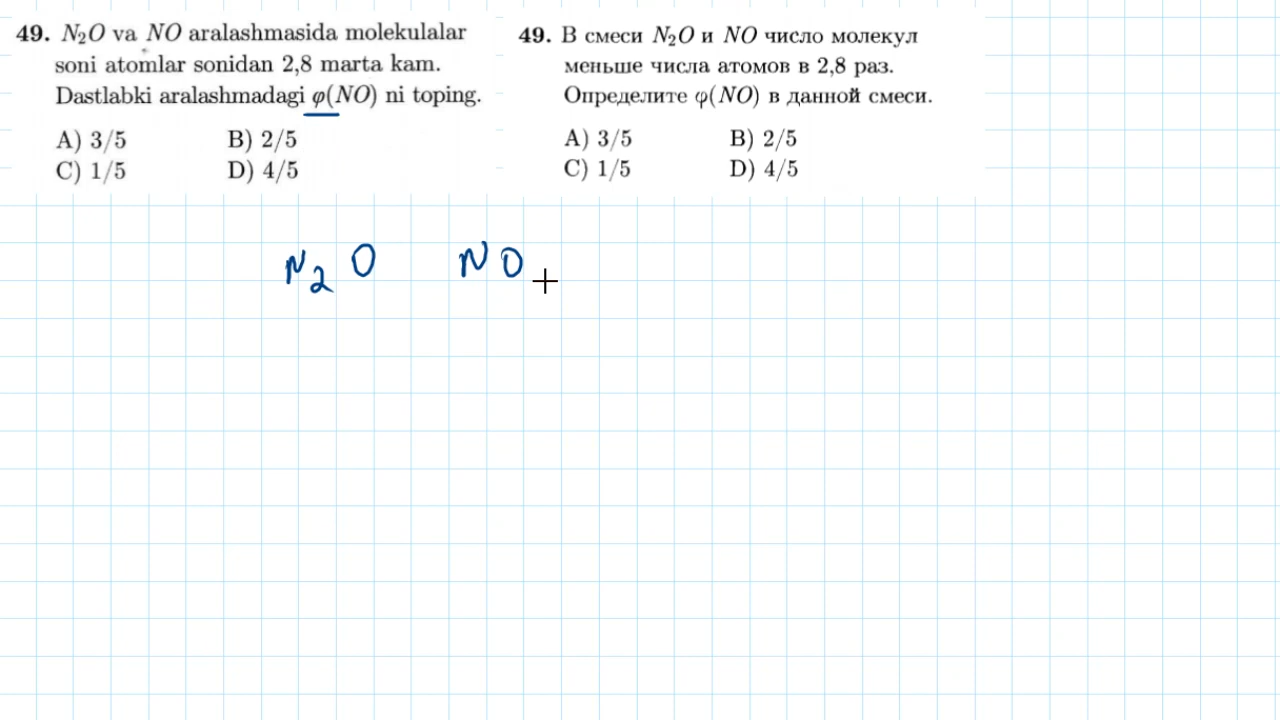 49. N₂O va NO aralashmasida molekulalar
soni atomlar sonidan 2,8 marta kam.
Dastlabki aralashmadagi φ(NO) ni toping.
A) 3/5 B) 2/5
C) 1/5 D) 4/5
49. В смеси N₂O и NO число молекул
меньше числа атомов в 2,8 раз.
Определите φ(NO) в данной смеси.
A) 3/5 B) 2/5
C) 1/5 D) 4/5
N₂O NO